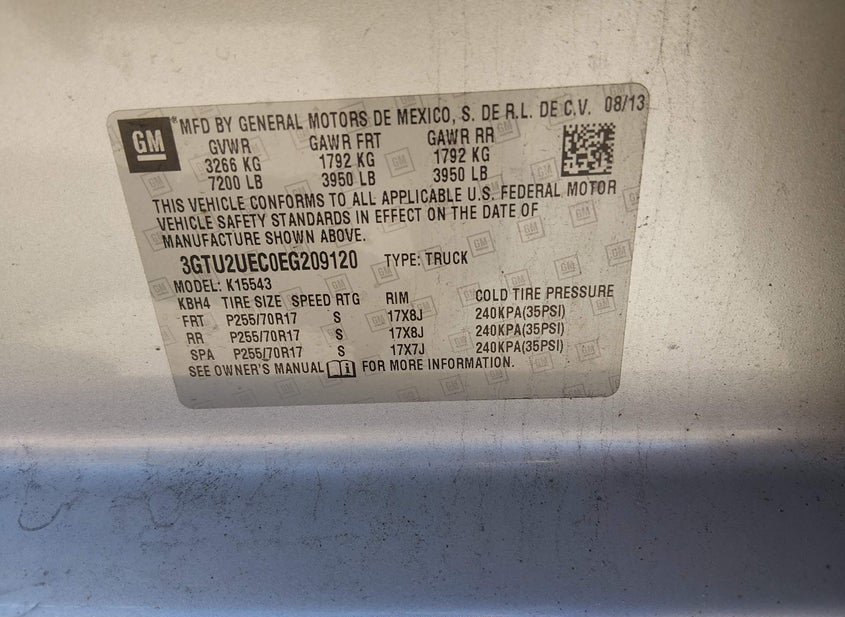 GM
MFD BY GENERAL MOTORS DE MEXICO, S. DE R.L. DE C.V. 08/13
GVWR GAWR FRT GAWR RR
3266 KG 1792 KG 1792 KG
7200 LB 3950 LB 3950 LB
THIS VEHICLE CONFORMS TO ALL APPLICABLE U.S. FEDERAL MOTOR
VEHICLE SAFETY STANDARDS IN EFFECT ON THE DATE OF
MANUFACTURE SHOWN ABOVE.
3GTU2UEC0EG209120 TYPE: TRUCK
MODEL: K15543
KBH4 TIRE SIZE SPEED RTG RIM COLD TIRE PRESSURE
FRT P255/70R17 S 17X8J 240KPA(35PSI)
RR P255/70R17 S 17X8J 240KPA(35PSI)
SPA P255/70R17 S 17X7J 240KPA(35PSI)
SEE OWNER'S MANUAL i FOR MORE INFORMATION.